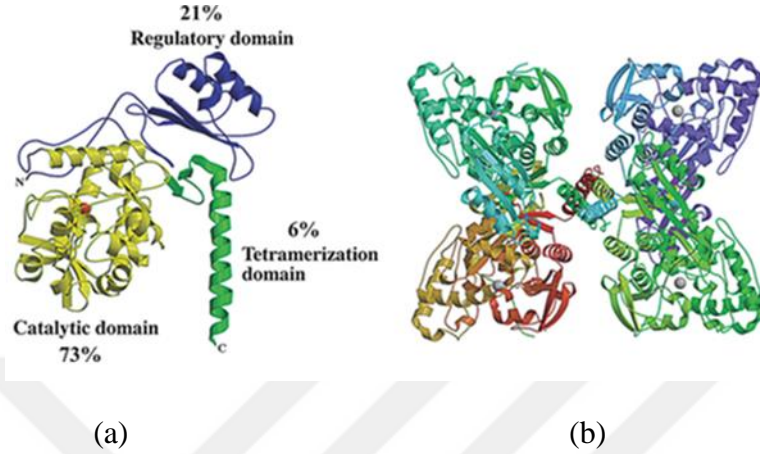 21%
Regulatory domain
N
6%
Tetramerization
domain
Catalytic domain
73%
C
(a)
(b)